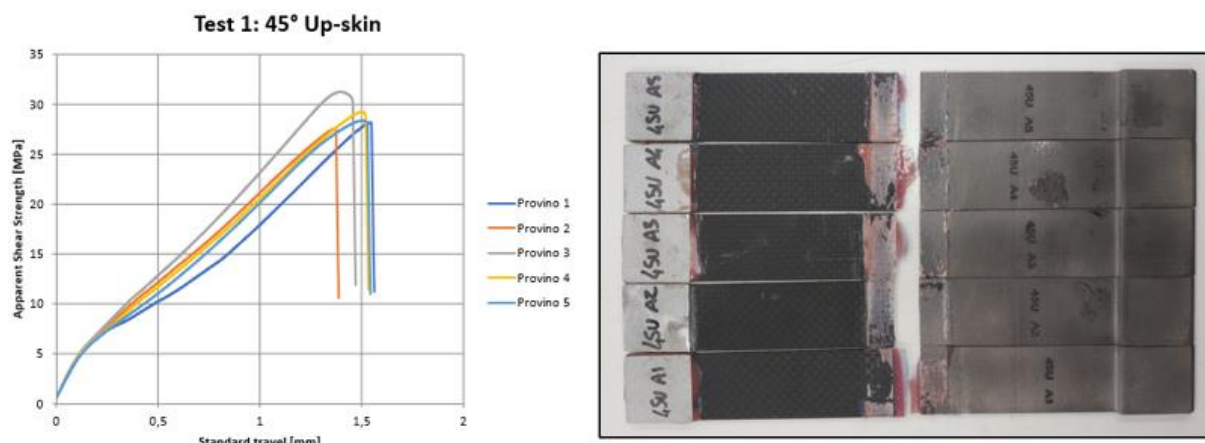 Test 1: 45° Up-skin
Apparent Shear Strength [MPa]
35
30
25
20
15
10
5
0
0
0,5
1
1,5
2
Standard travel [mm]
Provino 1
Provino 2
Provino 3
Provino 4
Provino 5
45U A5
45U A5
45U A4
45U A4
45U A3
45U A3
45U A2
45U A2
45U A1
45U A1